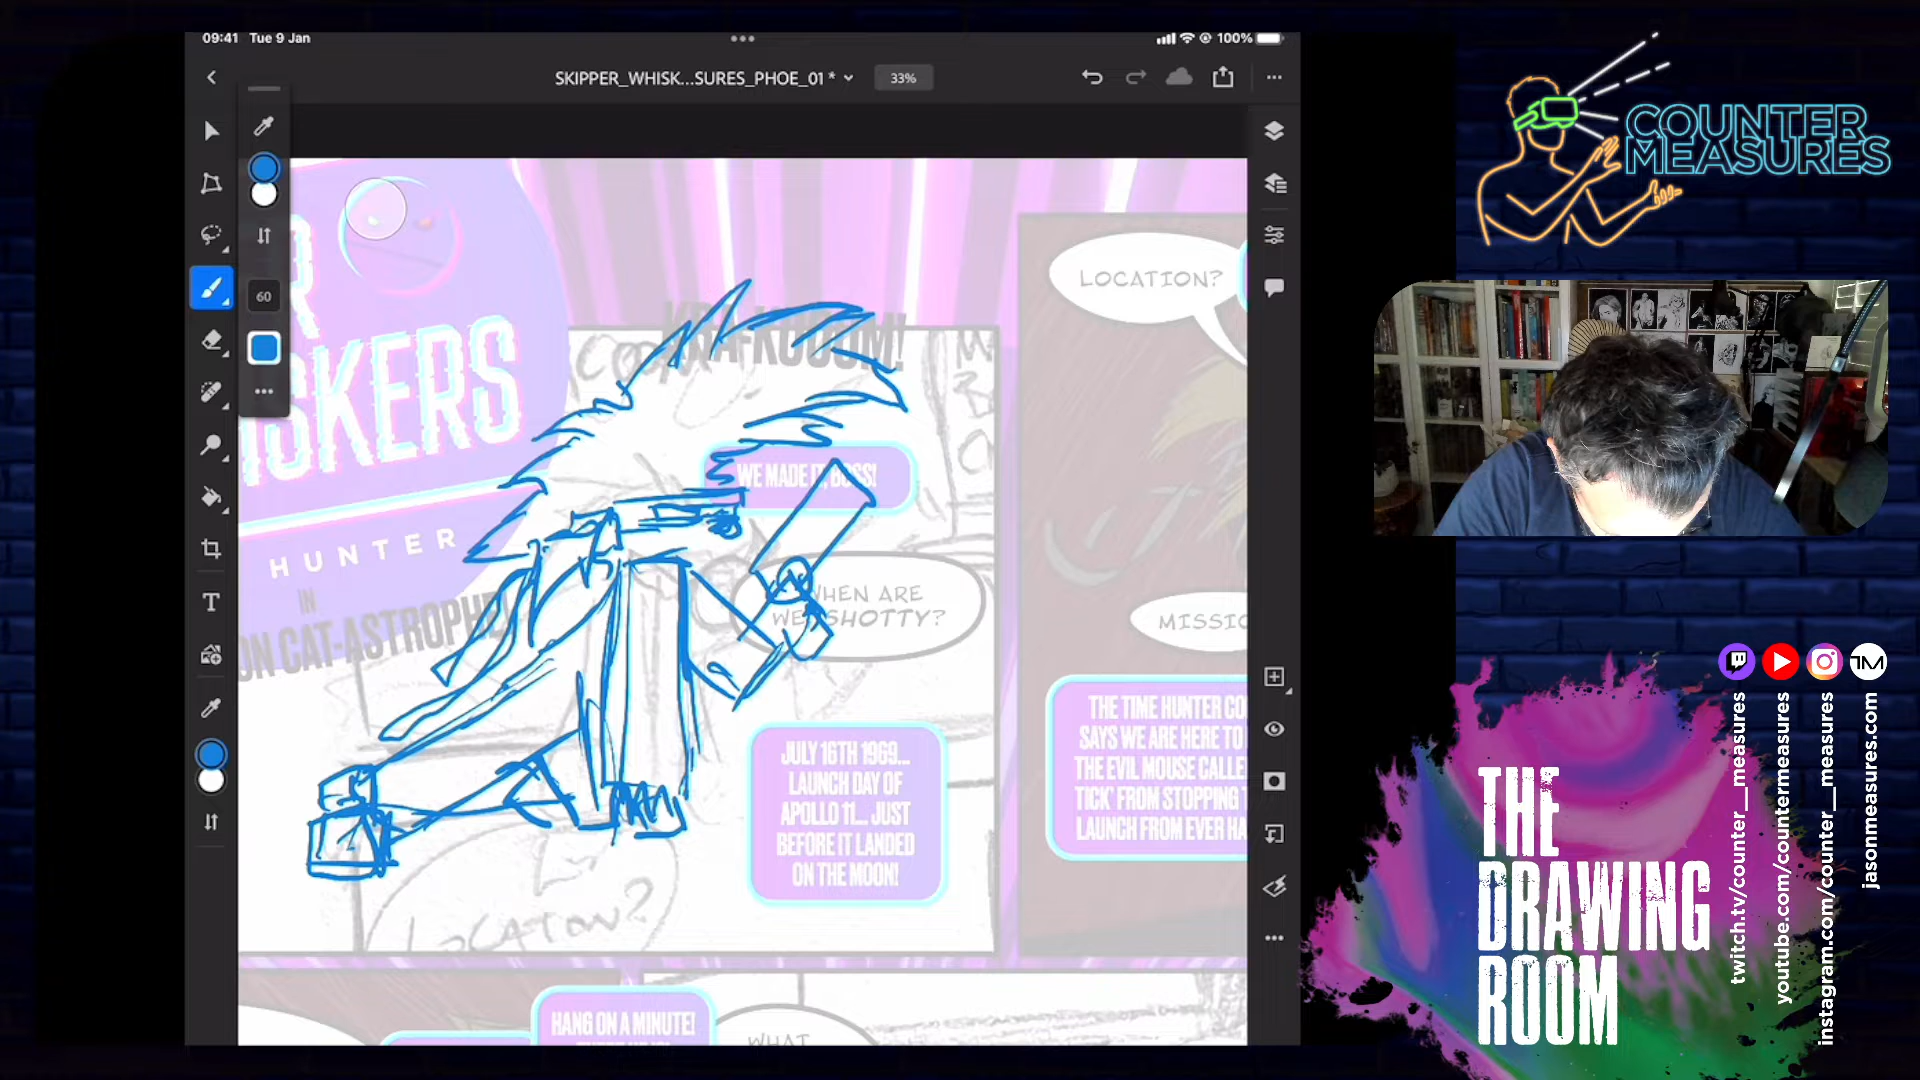 09:41 Tue 9 Jan
100%
SKIPPER_WHISK...SURES_PHOE_01 *
33%
60
R
ISKERS
HUNTER
IN
ON CAT-ASTROPHE
KRA-KOOOM!
WE MADE IT, BOSS!
WHEN ARE
WE, SHOTTY?
JULY 16TH 1969...
LAUNCH DAY OF
APOLLO 11... JUST
BEFORE IT LANDED
ON THE MOON!
LOCATON?
LOCATION?
MISSIO
THE TIME HUNTER CO
SAYS WE ARE HERE TO
THE EVIL MOUSE CALLE
TICK' FROM STOPPING T
LAUNCH FROM EVER HA
HANG ON A MINUTE!
WHAT
T
COUNTER
MEASURES
THE
DRAWING
ROOM
twitch.tv/counter__measures
youtube.com/countermeasures
instagram.com/counter__measures
jasonmeasures.com